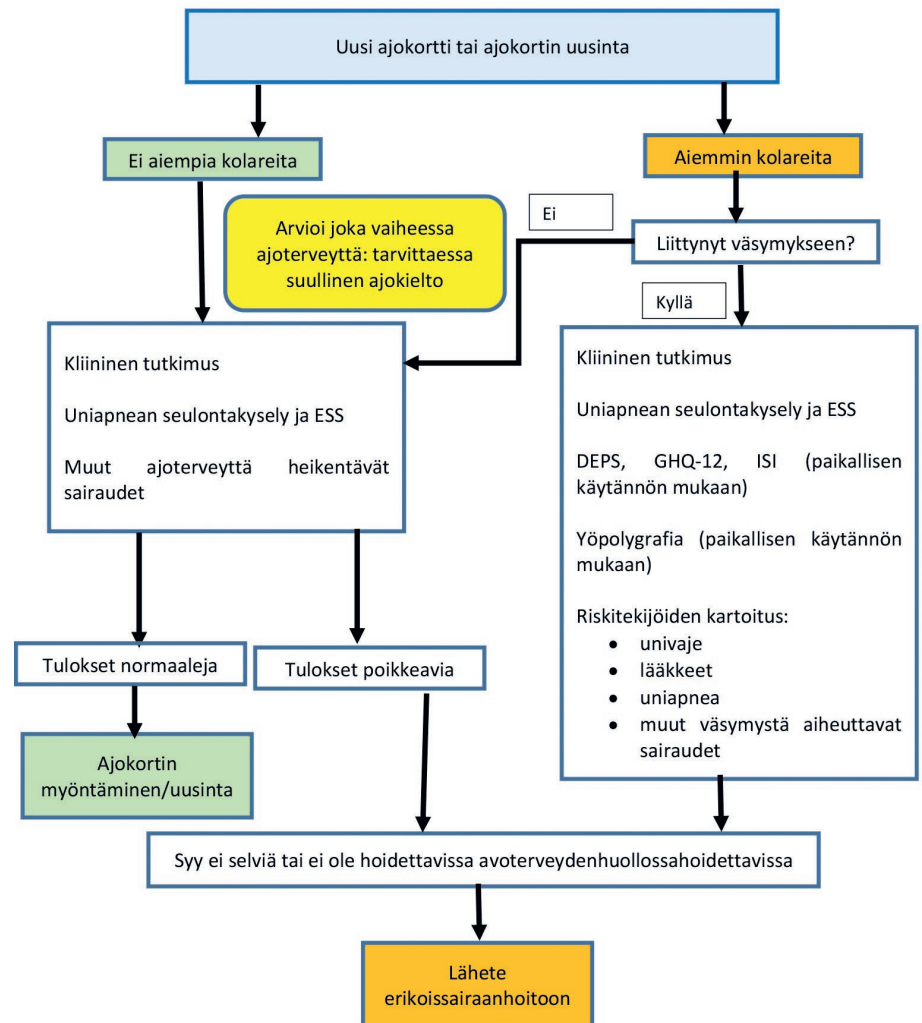 Uusi ajokortti tai ajokortin uusinta
Ei aiempia kolareita
Aiemmin kolareita
Arvioi joka vaiheessa
ajoterveyttä: tarvittaessa
suullinen ajokielto
Ei
Liittynyt väsymykseen?
Kyllä
Kliininen tutkimus
Uniapnean seulontakysely ja ESS
Muut ajoterveyttä heikentävät
sairaudet
Kliininen tutkimus
Uniapnean seulontakysely ja ESS
DEPS, GHQ-12, ISI (paikallisen
käytännön mukaan)
Yöpolygrafia (paikallisen käytännön
mukaan)
Riskitekijöiden kartoitus:
• univaje
• lääkkeet
• uniapnea
• muut väsymystä aiheuttavat
sairaudet
Tulokset normaaleja
Tulokset poikkeavia
Ajokortin
myöntäminen/uusinta
Syy ei selviä tai ei ole hoidettavissa avoterveydenhuollossahoidettavissa
Lähete
erikoissairaanhoitoon